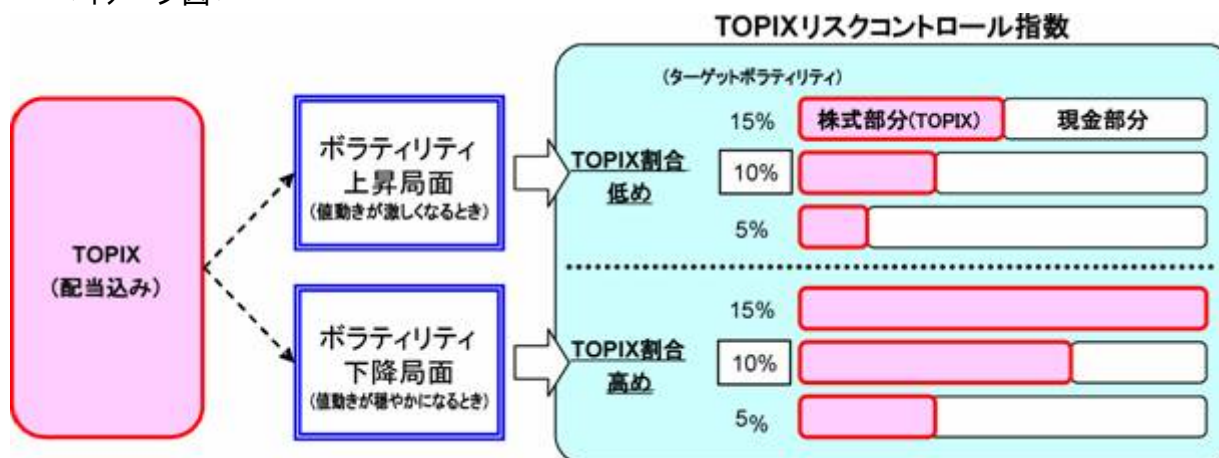 TOPIXリスクコントロール指数
(ターゲットボラティリティ)
TOPIX
(配当込み)
ボラティリティ
上昇局面
(値動きが激しくなるとき)
TOPIX割合
低め
15%
株式部分(TOPIX)
現金部分
10%
5%
ボラティリティ
下降局面
(値動きが穏やかになるとき)
TOPIX割合
高め
15%
10%
5%